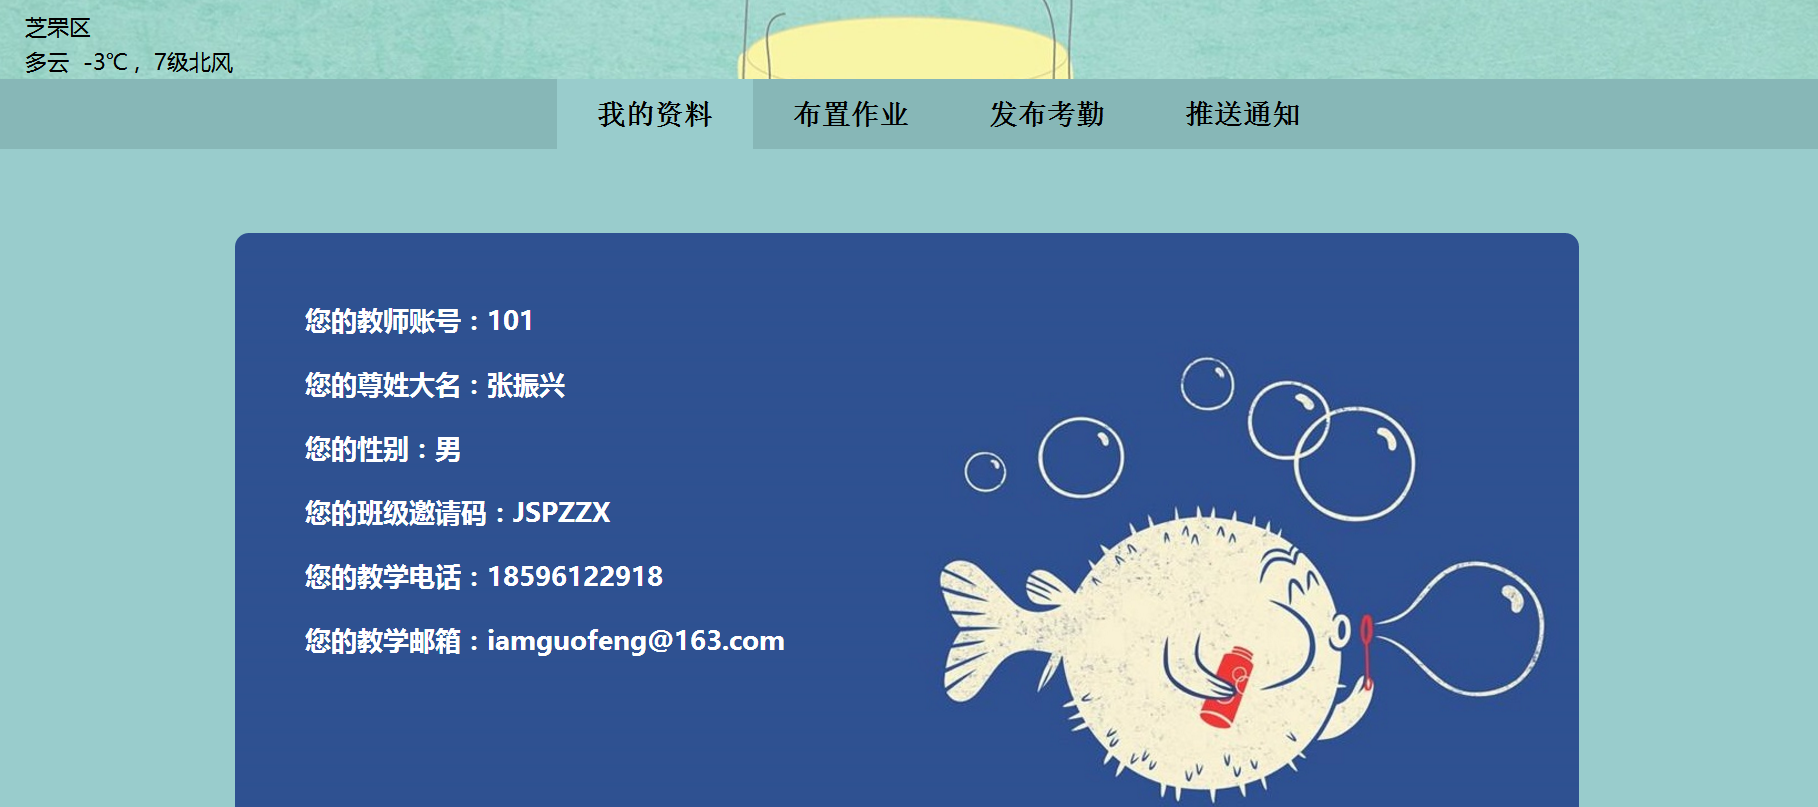 芝罘区
多云 -3℃，7级北风
我的资料 布置作业 发布考勤 推送通知
您的教师账号：101
您的尊姓大名：张振兴
您的性别：男
您的班级邀请码：JSPZZX
您的教学电话：18596122918
您的教学邮箱：iamguofeng@163.com